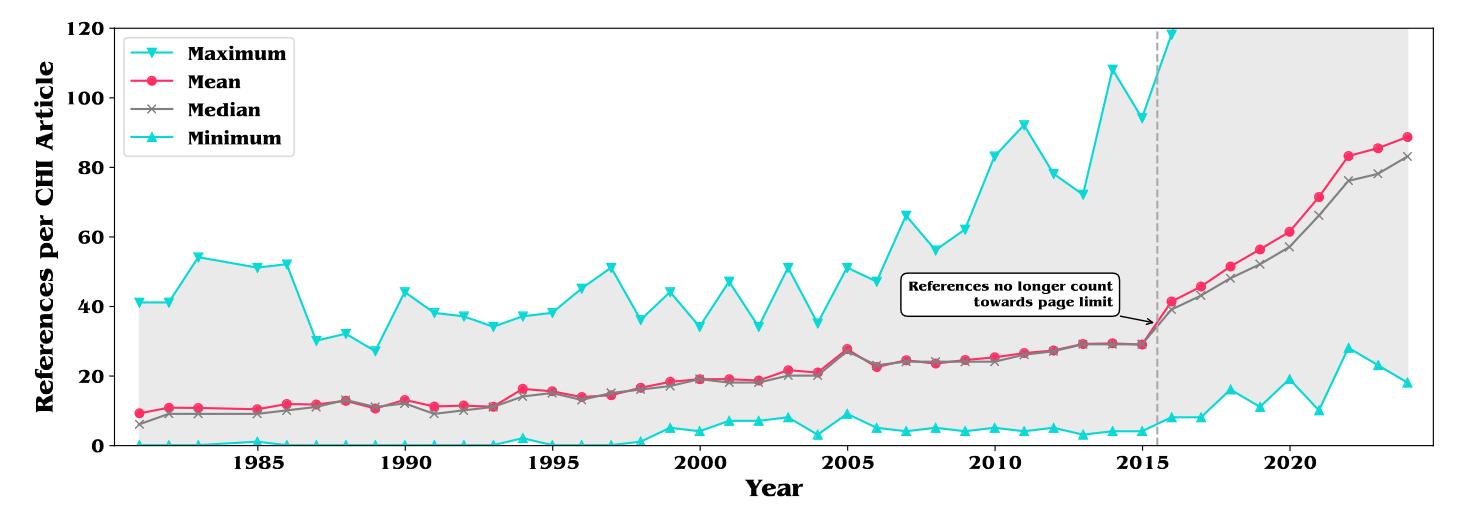 120
100
80
60
40
20
0
References per CHI Article
Maximum
Mean
Median
Minimum
References no longer count
towards page limit
1985 1990 1995 2000 2005 2010 2015 2020
Year